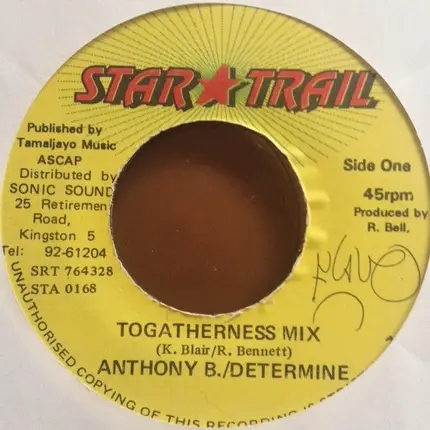 STAR★TRAIL
Published by
Tamaljayo Music
ASCAP
Distributed by
SONIC SOUND
25 Retirement
Road,
Kingston 5
Tel: 92-61204
SRT 764328
STA 0168
Side One
45rpm
Produced by
R. Bell,
TOGATHERNESS MIX
(K. Blair/R. Bennett)
ANTHONY B./DETERMINE
UNAUTHORISED COPYING OF THIS RECORDING IS